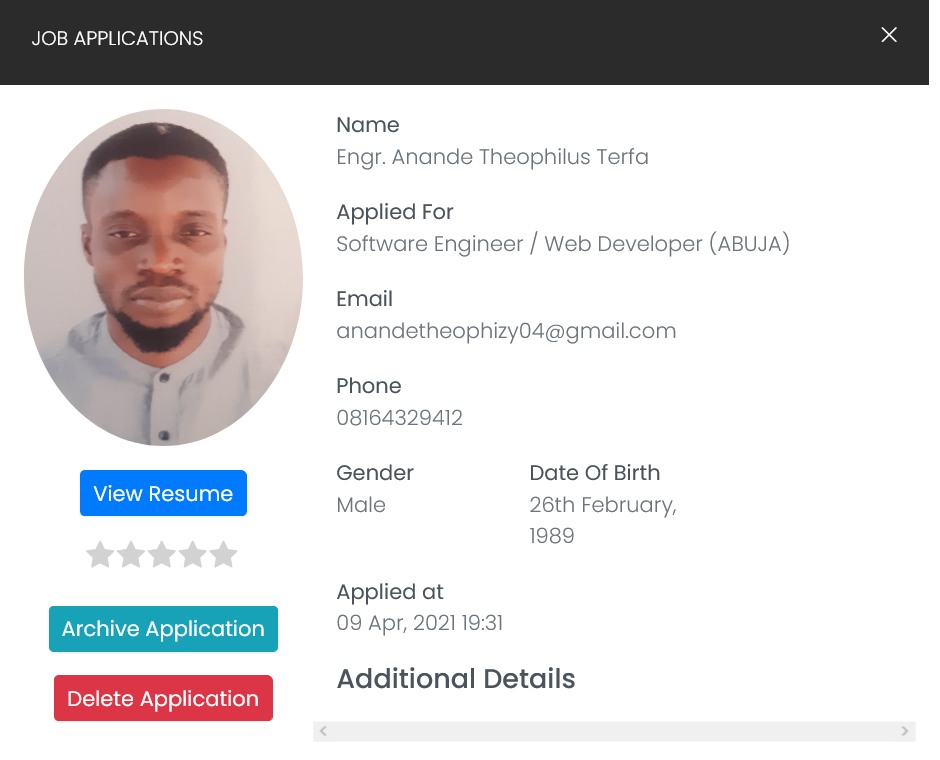 JOB APPLICATIONS
Name
Engr. Anande Theophilus Terfa
Applied For
Software Engineer / Web Developer (ABUJA)
Email
anandetheophizy04@gmail.com
Phone
08164329412
Gender
Male
Date Of Birth
26th February,
1989
Applied at
09 Apr, 2021 19:31
Additional Details
View Resume
Archive Application
Delete Application